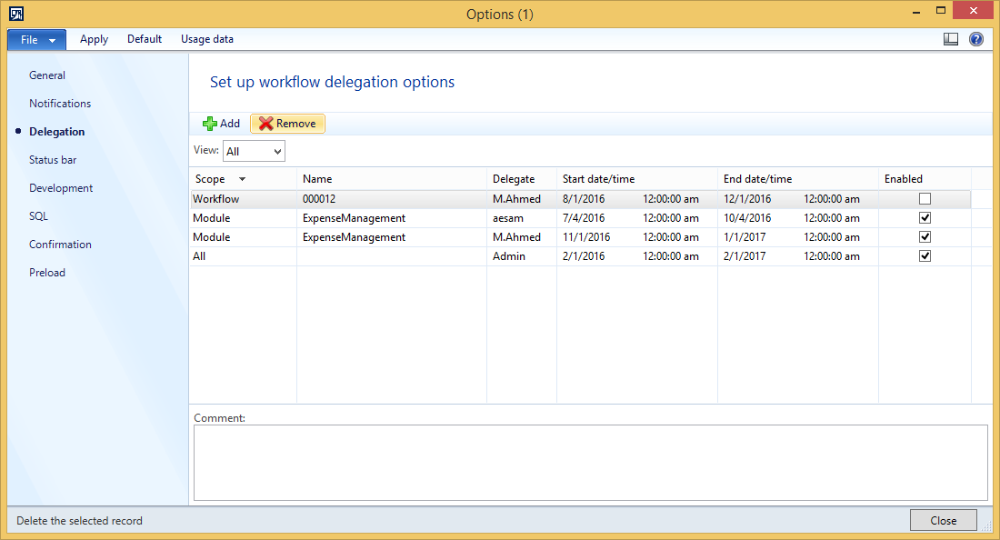 Options (1)
File Apply Default Usage data
General
Notifications
Delegation
Status bar
Development
SQL
Confirmation
Preload
Set up workflow delegation options
Add Remove
View: All
Scope Name Delegate Start date/time End date/time Enabled
Workflow 000012 M.Ahmed 8/1/2016 12:00:00 am 12/1/2016 12:00:00 am
Module ExpenseManagement aesam 7/4/2016 12:00:00 am 10/4/2016 12:00:00 am
Module ExpenseManagement M.Ahmed 11/1/2016 12:00:00 am 1/1/2017 12:00:00 am
All Admin 2/1/2016 12:00:00 am 2/1/2017 12:00:00 am
Comment:
Delete the selected record Close